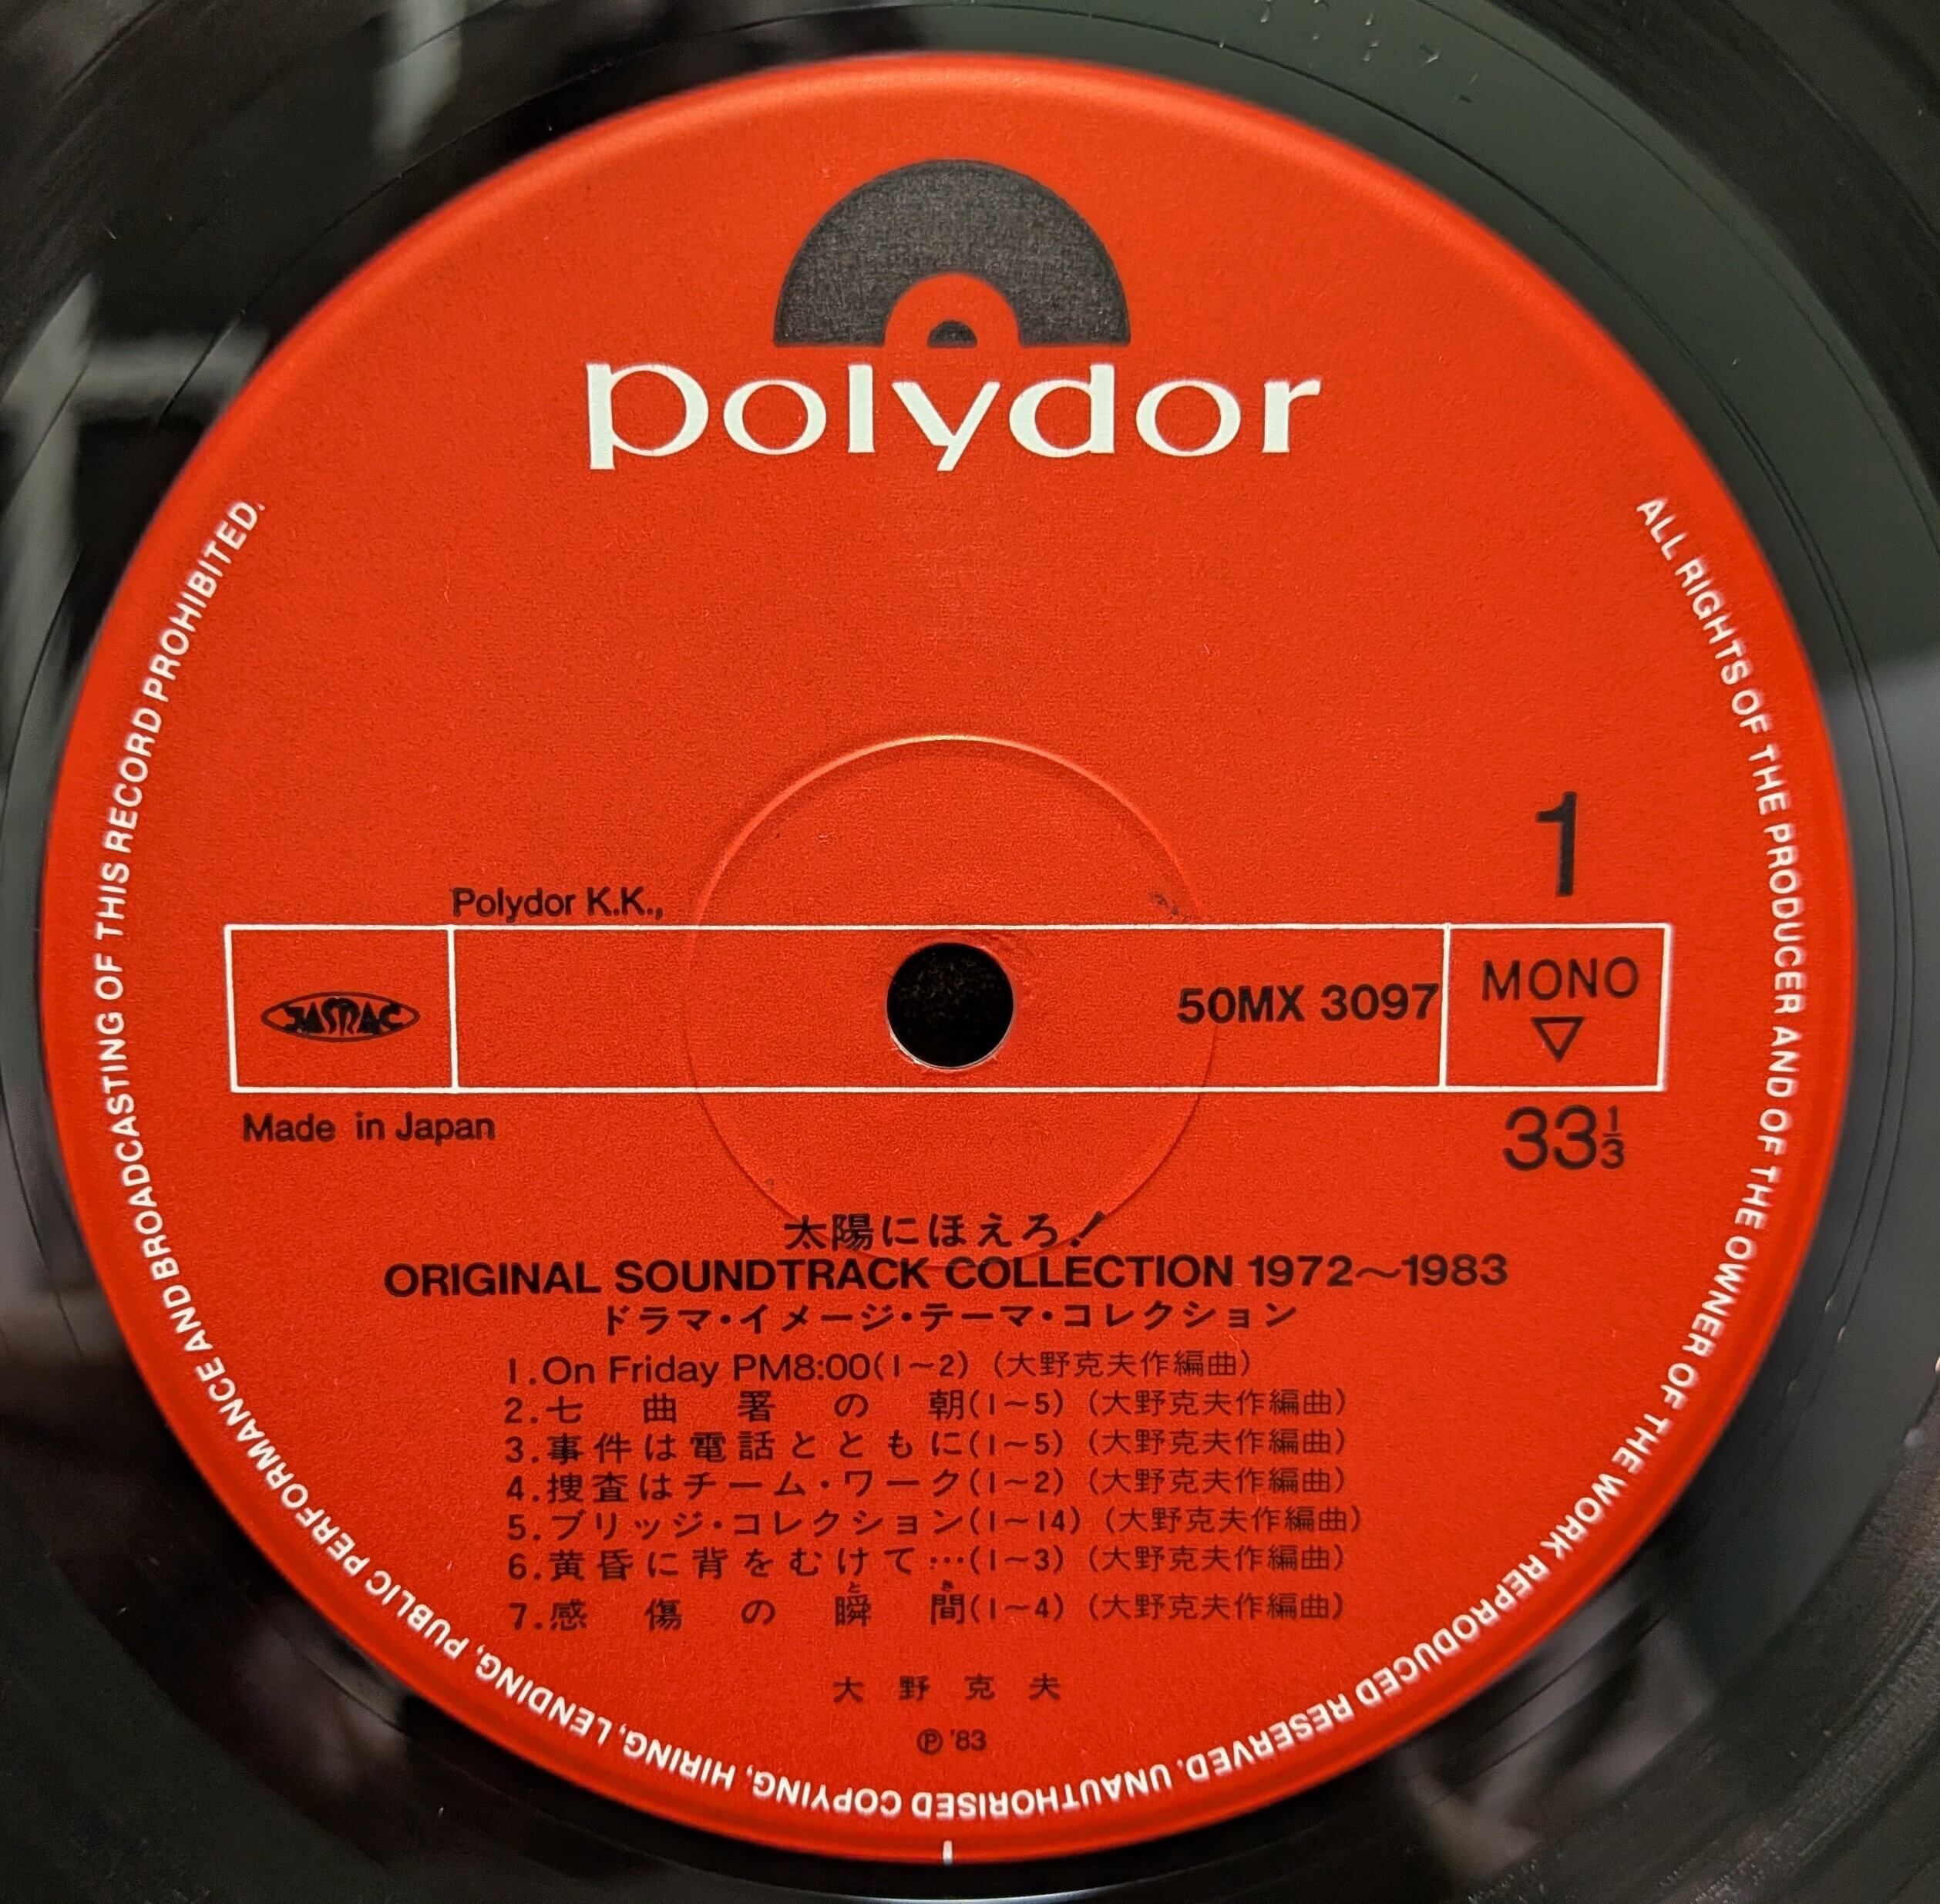 polydor
1
Polydor K.K.,
JASRAC
50MX 3097
MONO
▽
Made in Japan
33⅓
太陽にほえろ!
ORIGINAL SOUNDTRACK COLLECTION 1972〜1983
ドラマ・イメージ・テーマ・コレクション
1.On Friday PM8:00(1~2)(大野克夫作編曲)
2.七曲署の朝(1~5)(大野克夫作編曲)
3.事件は電話とともに(1~5)(大野克夫作編曲)
4.捜査はチーム・ワーク(1~2)(大野克夫作編曲)
5.ブリッジ・コレクション(1~14)(大野克夫作編曲)
6.黄昏に背をむけて…(1~3)(大野克夫作編曲)
とき
7.感傷の瞬間(1~4)(大野克夫作編曲)
大野克夫
Ⓟ '83
ALL RIGHTS OF THE PRODUCER AND OF THE OWNER OF THE WORK REPRODUCED RESERVED. UNAUTHORISED COPYING, HIRING, LENDING, PUBLIC PERFORMANCE AND BROADCASTING OF THIS RECORD PROHIBITED.